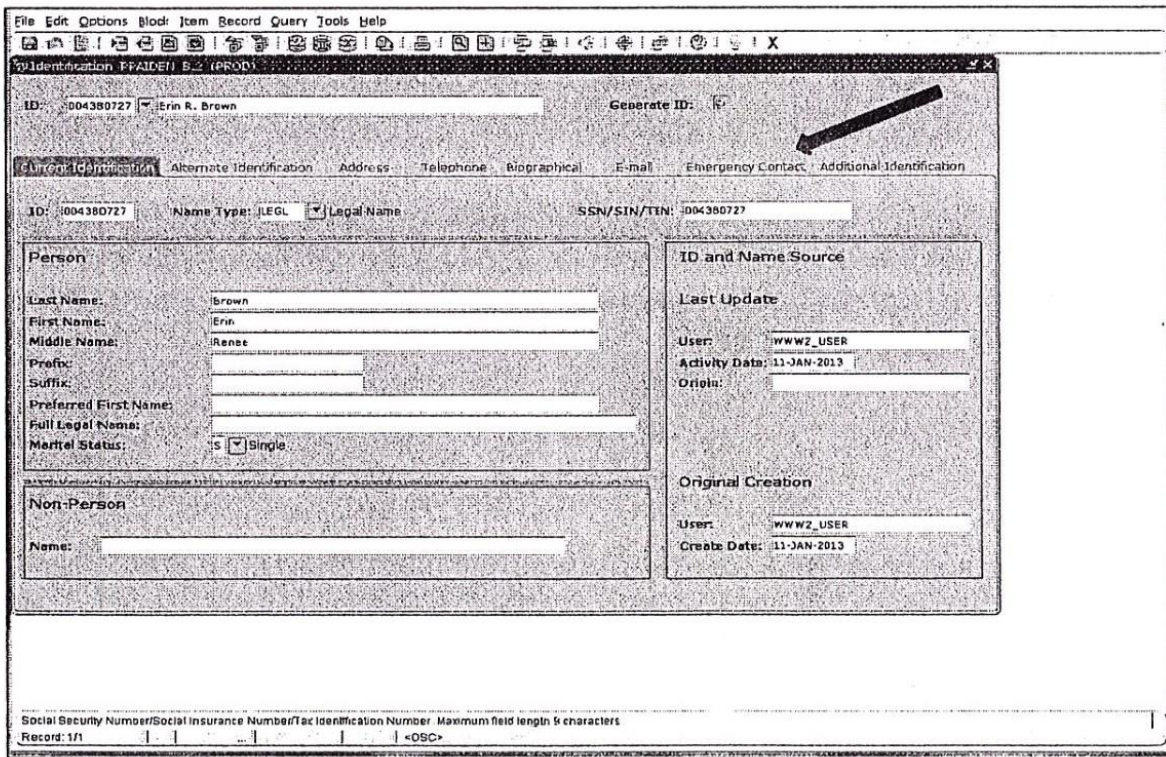 File Edit Options Block Item Record Query Tools Help
Identification PPAIDEN 8.2 (PROD)
ID: 004380727 Erin R. Brown Generate ID:
Current Identification Alternate Identification Address Telephone Biographical E-mail Emergency Contact Additional Identification
ID: 004380727 Name Type: LEGL Legal Name SSN/SIN/TIN: 004380727
Person
Last Name: Brown
First Name: Erin
Middle Name: Renee
Prefix:
Suffix:
Preferred First Name:
Full Legal Name:
Marital Status: S Single
Non-Person
Name:
ID and Name Source
Last Update
User: WWW2_USER
Activity Date: 11-JAN-2013
Origin:
Original Creation
User: WWW2_USER
Create Date: 11-JAN-2013
Social Security Number/Social Insurance Number/Tax Identification Number. Maximum field length 9 characters
Record: 1/1 ... <OSC>